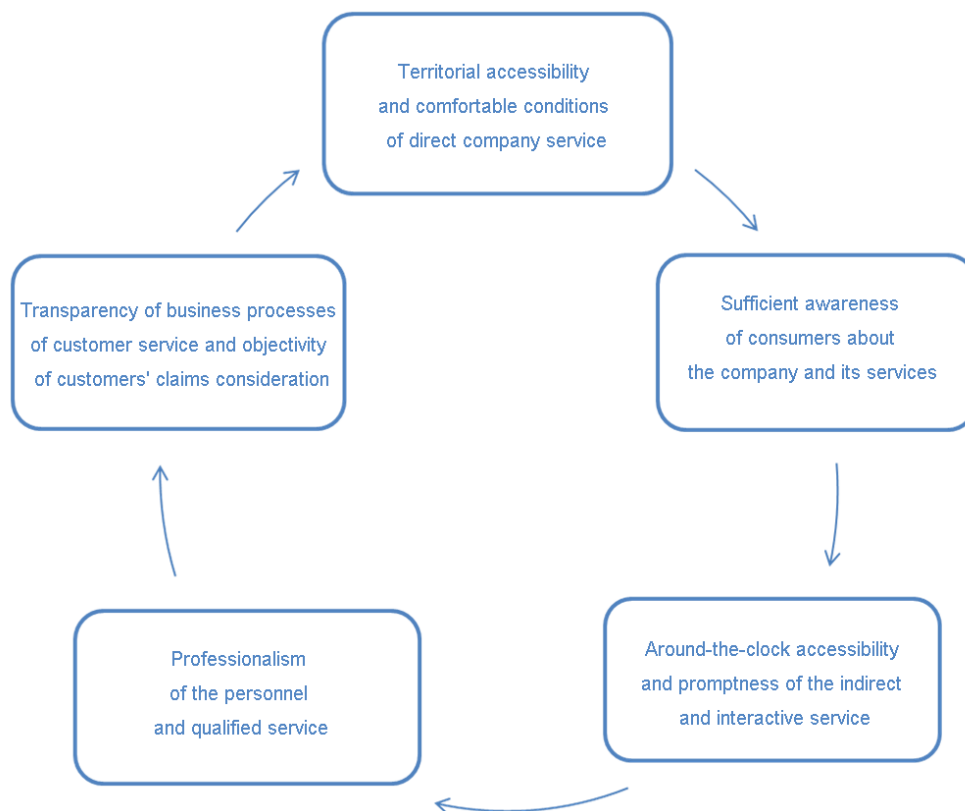 Territorial accessibility
and comfortable conditions
of direct company service
Sufficient awareness
of consumers about
the company and its services
Around-the-clock accessibility
and promptness of the indirect
and interactive service
Professionalism
of the personnel
and qualified service
Transparency of business processes
of customer service and objectivity
of customers' claims consideration